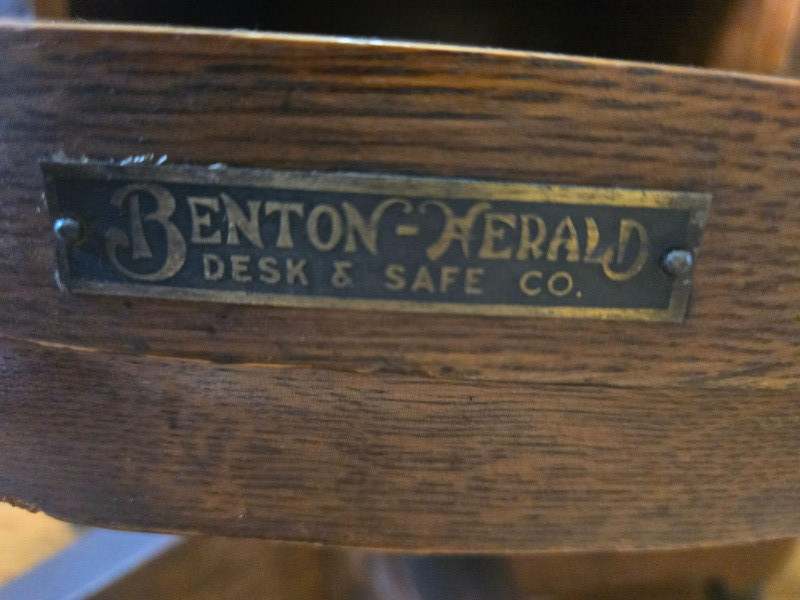 BENTON-HERALD
DESK & SAFE CO.